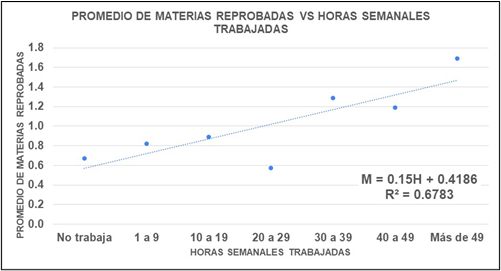 PROMEDIO DE MATERIAS REPROBADAS VS HORAS SEMANALES
TRABAJADAS
PROMEDIO DE MATERIAS REPROBADAS
1.8
1.6
1.4
1.2
1.0
0.8
0.6
0.4
0.2
0.0
M = 0.15H + 0.4186
R² = 0.6783
No trabaja 1 a 9 10 a 19 20 a 29 30 a 39 40 a 49 Más de 49
HORAS SEMANALES TRABAJADAS